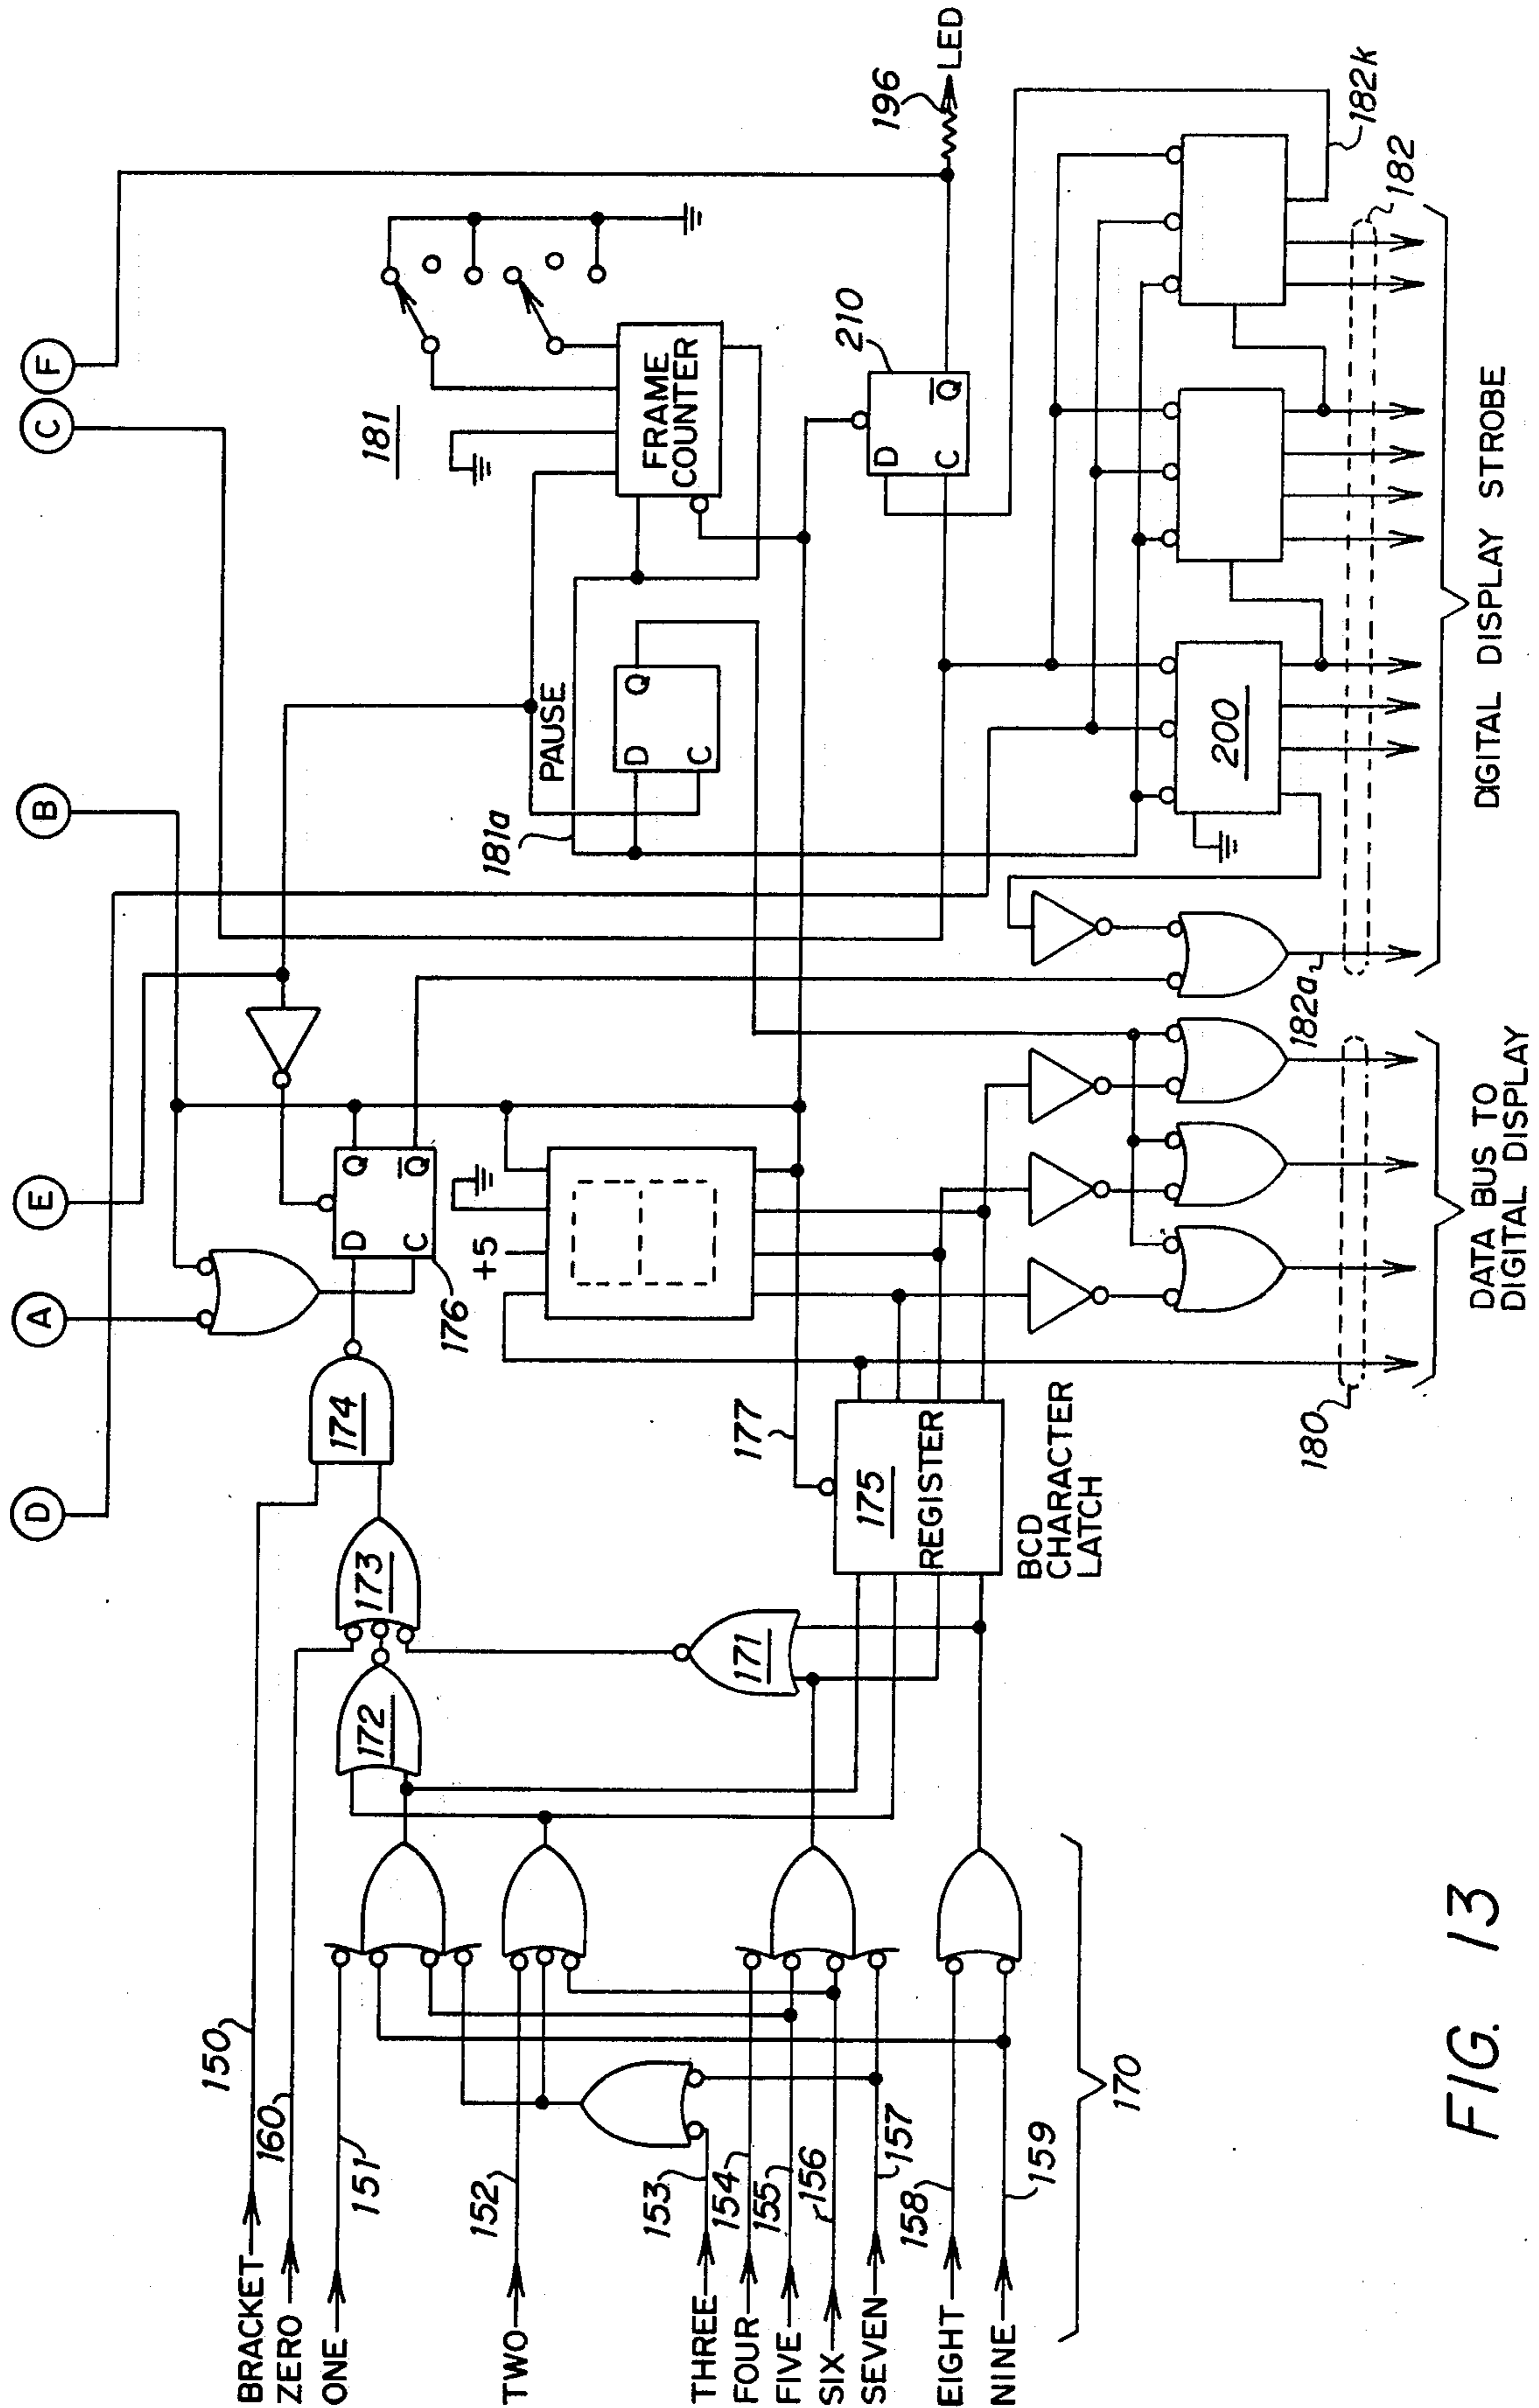 D
A
E
B
C
F
BRACKET
ZERO
ONE
TWO
THREE
FOUR
FIVE
SIX
SEVEN
EIGHT
NINE
150
160
151
152
153
154
155
156
157
158
159
170
172
173
174
171
D Q
C Q
176
+5
177
175
REGISTER
BCD
CHARACTER
LATCH
180
DATA BUS TO
DIGITAL DISPLAY
181
FRAME
COUNTER
PAUSE
181a
D Q
C
D
C Q
210
196
LED
200
182a
182
182k
DIGITAL DISPLAY STROBE
FIG. 13